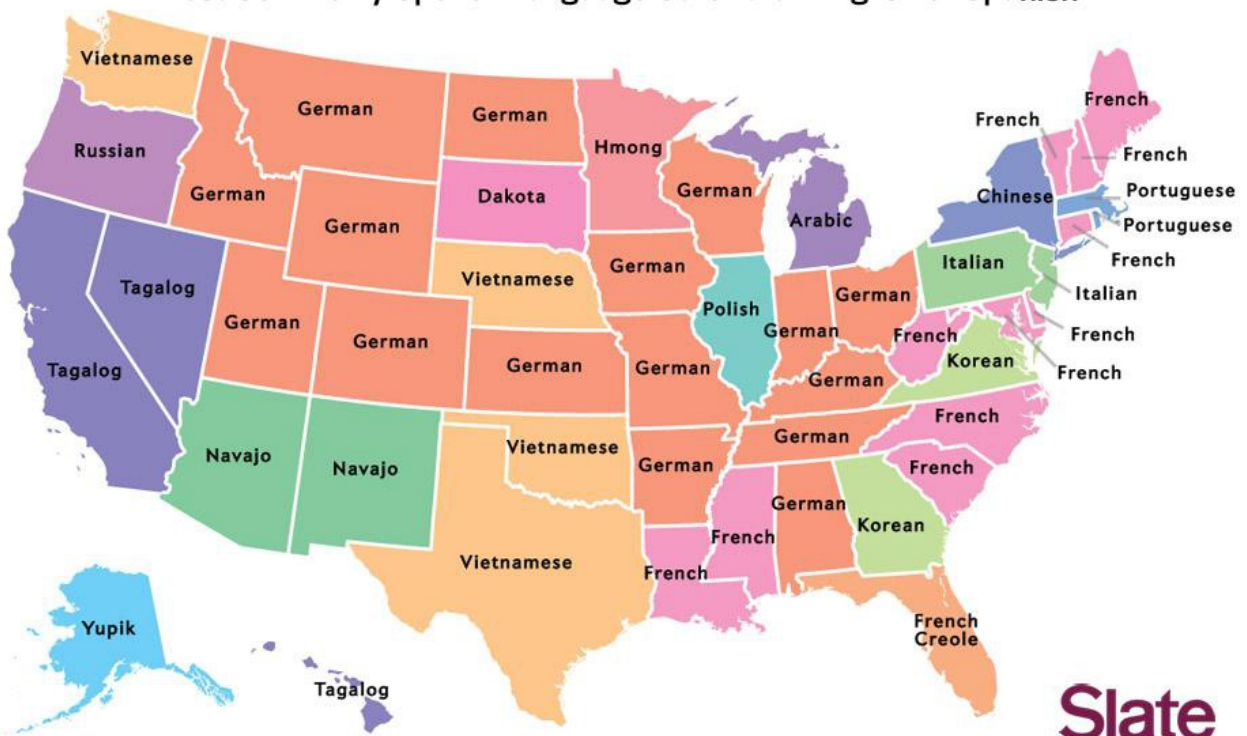 Vietnamese
Russian
German
German
German
Hmong
German
Dakota
German
Arabic
French
French
French
Chinese
Portuguese
Portuguese
French
Italian
Italian
French
French
Tagalog
Tagalog
German
German
Vietnamese
German
German
Polish
German
German
German
French
Korean
German
German
French
French
Korean
Navajo
Navajo
Vietnamese
Vietnamese
German
French
French
German
French
Creole
Yupik
Tagalog
Slate